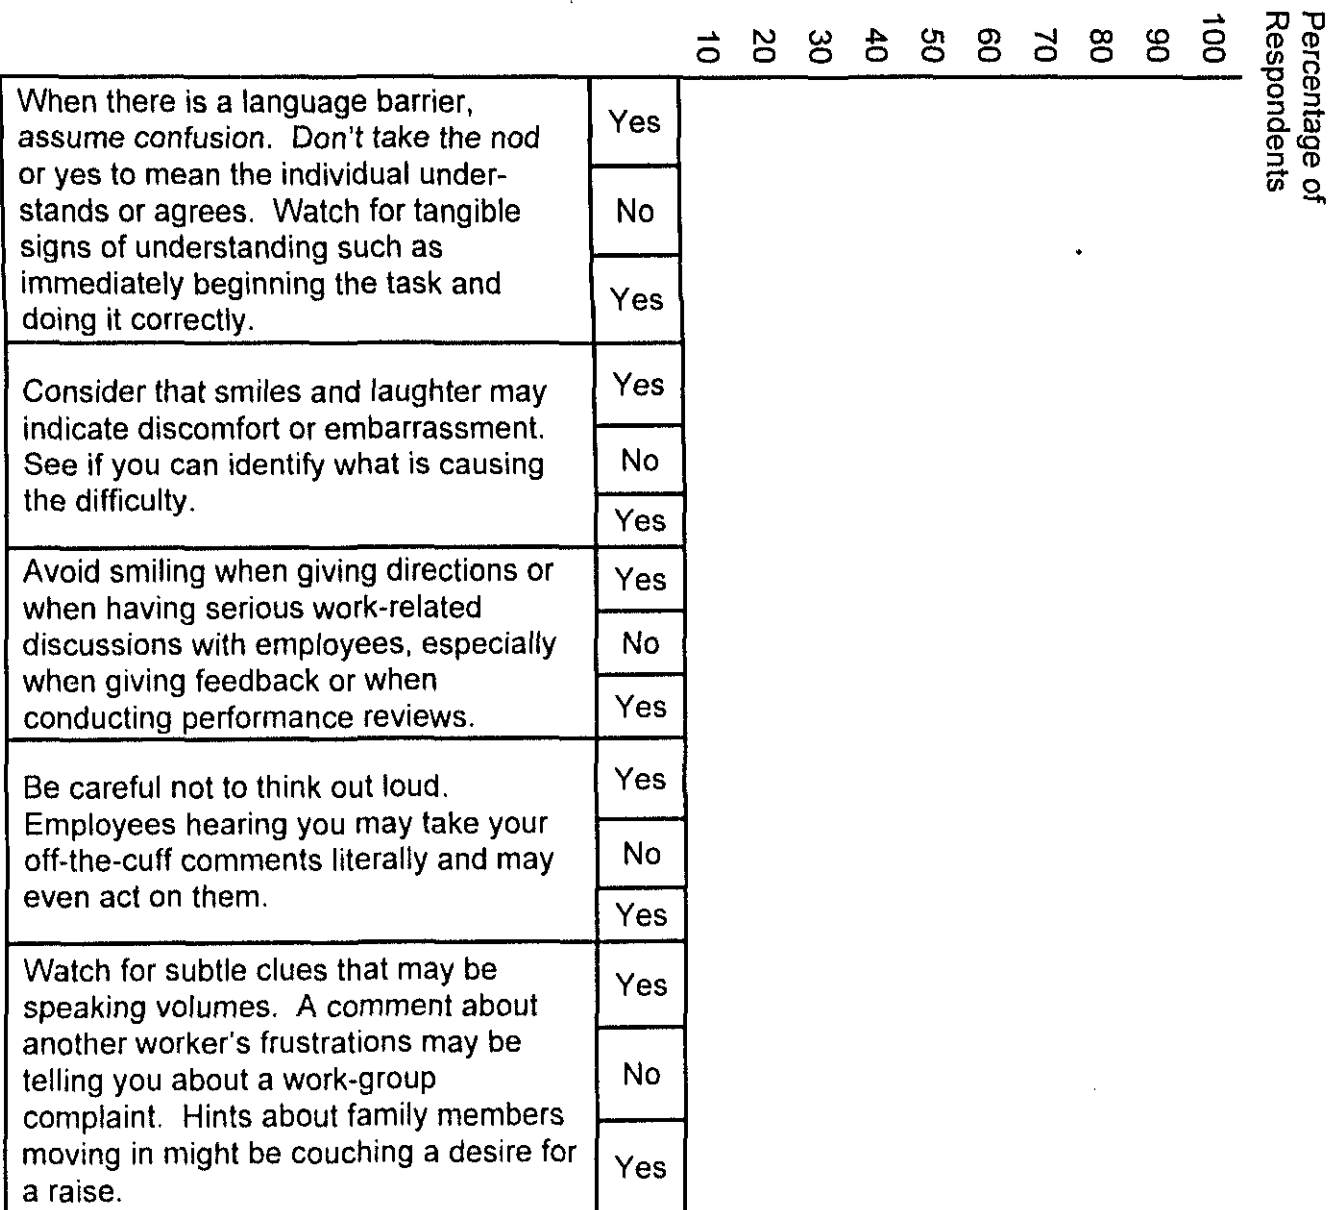 Percentage of
Respondents
100
90
80
70
60
50
40
30
20
10
When there is a language barrier,
assume confusion. Don't take the nod
or yes to mean the individual under-
stands or agrees. Watch for tangible
signs of understanding such as
immediately beginning the task and
doing it correctly.
Yes
No
Yes
Consider that smiles and laughter may
indicate discomfort or embarrassment.
See if you can identify what is causing
the difficulty.
Yes
No
Yes
Avoid smiling when giving directions or
when having serious work-related
discussions with employees, especially
when giving feedback or when
conducting performance reviews.
Yes
No
Yes
Be careful not to think out loud.
Employees hearing you may take your
off-the-cuff comments literally and may
even act on them.
Yes
No
Yes
Watch for subtle clues that may be
speaking volumes. A comment about
another worker's frustrations may be
telling you about a work-group
complaint. Hints about family members
moving in might be couching a desire for
a raise.
Yes
No
Yes